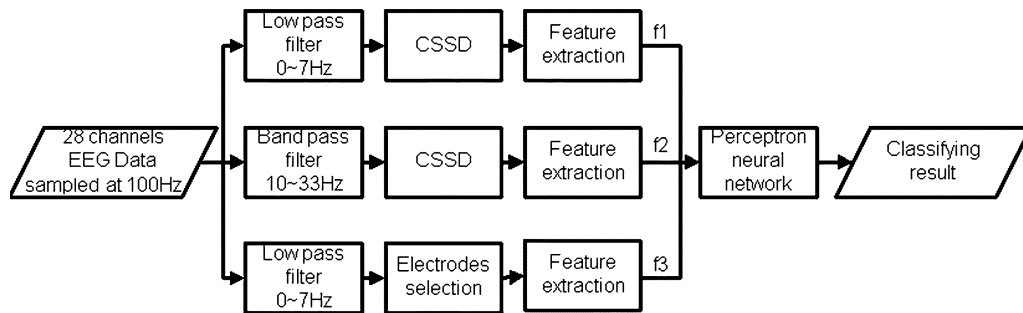 Low pass
filter
0~7Hz
CSSD
Feature
extraction
f1
28 channels
EEG Data
sampled at 100Hz
Band pass
filter
10~33Hz
CSSD
Feature
extraction
f2
Perceptron
neural
network
Classifying
result
Low pass
filter
0~7Hz
Electrodes
selection
Feature
extraction
f3